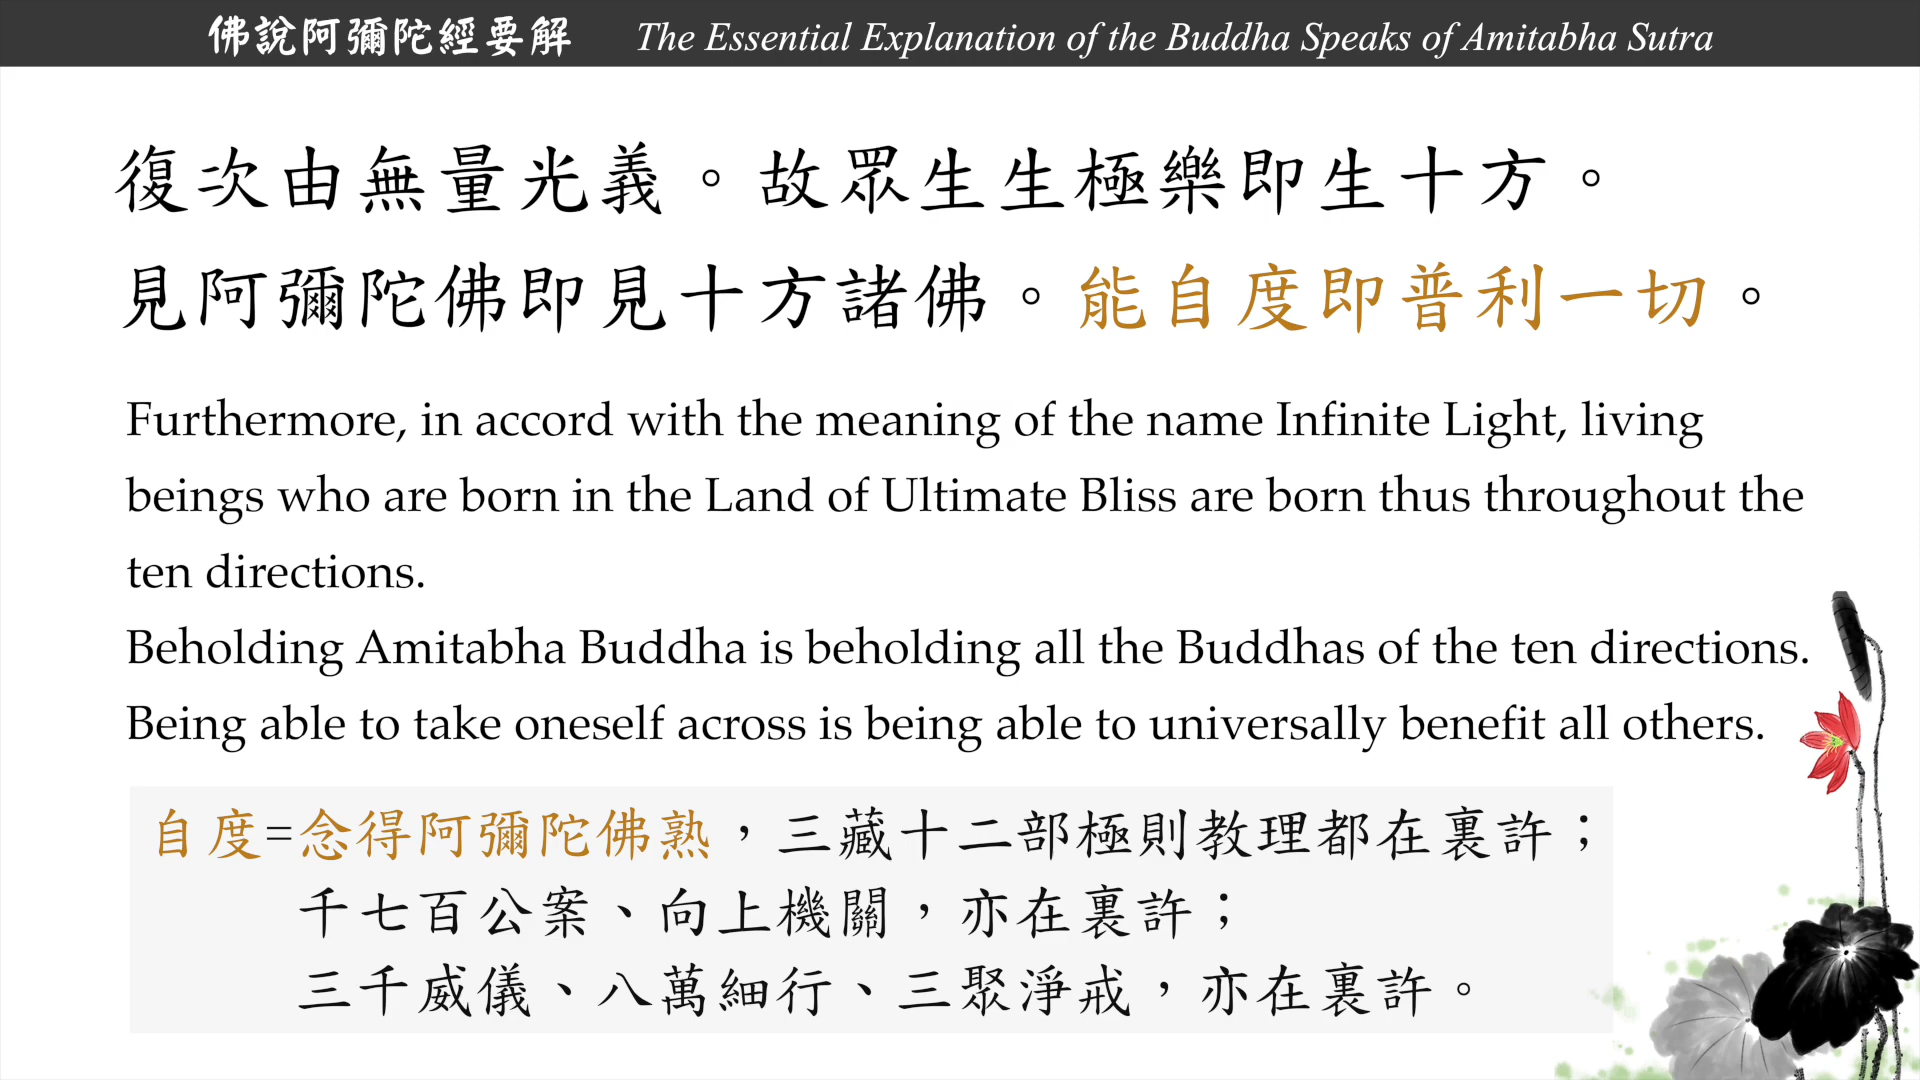 佛說阿彌陀經要解 The Essential Explanation of the Buddha Speaks of Amitabha Sutra
復次由無量光義。故眾生生極樂即生十方。
見阿彌陀佛即見十方諸佛。能自度即普利一切。
Furthermore, in accord with the meaning of the name Infinite Light, living
beings who are born in the Land of Ultimate Bliss are born thus throughout the
ten directions.
Beholding Amitabha Buddha is beholding all the Buddhas of the ten directions.
Being able to take oneself across is being able to universally benefit all others.
自度=念得阿彌陀佛熟，三藏十二部極則教理都在裏許；
千七百公案、向上機關，亦在裏許；
三千威儀、八萬細行、三聚淨戒，亦在裏許。